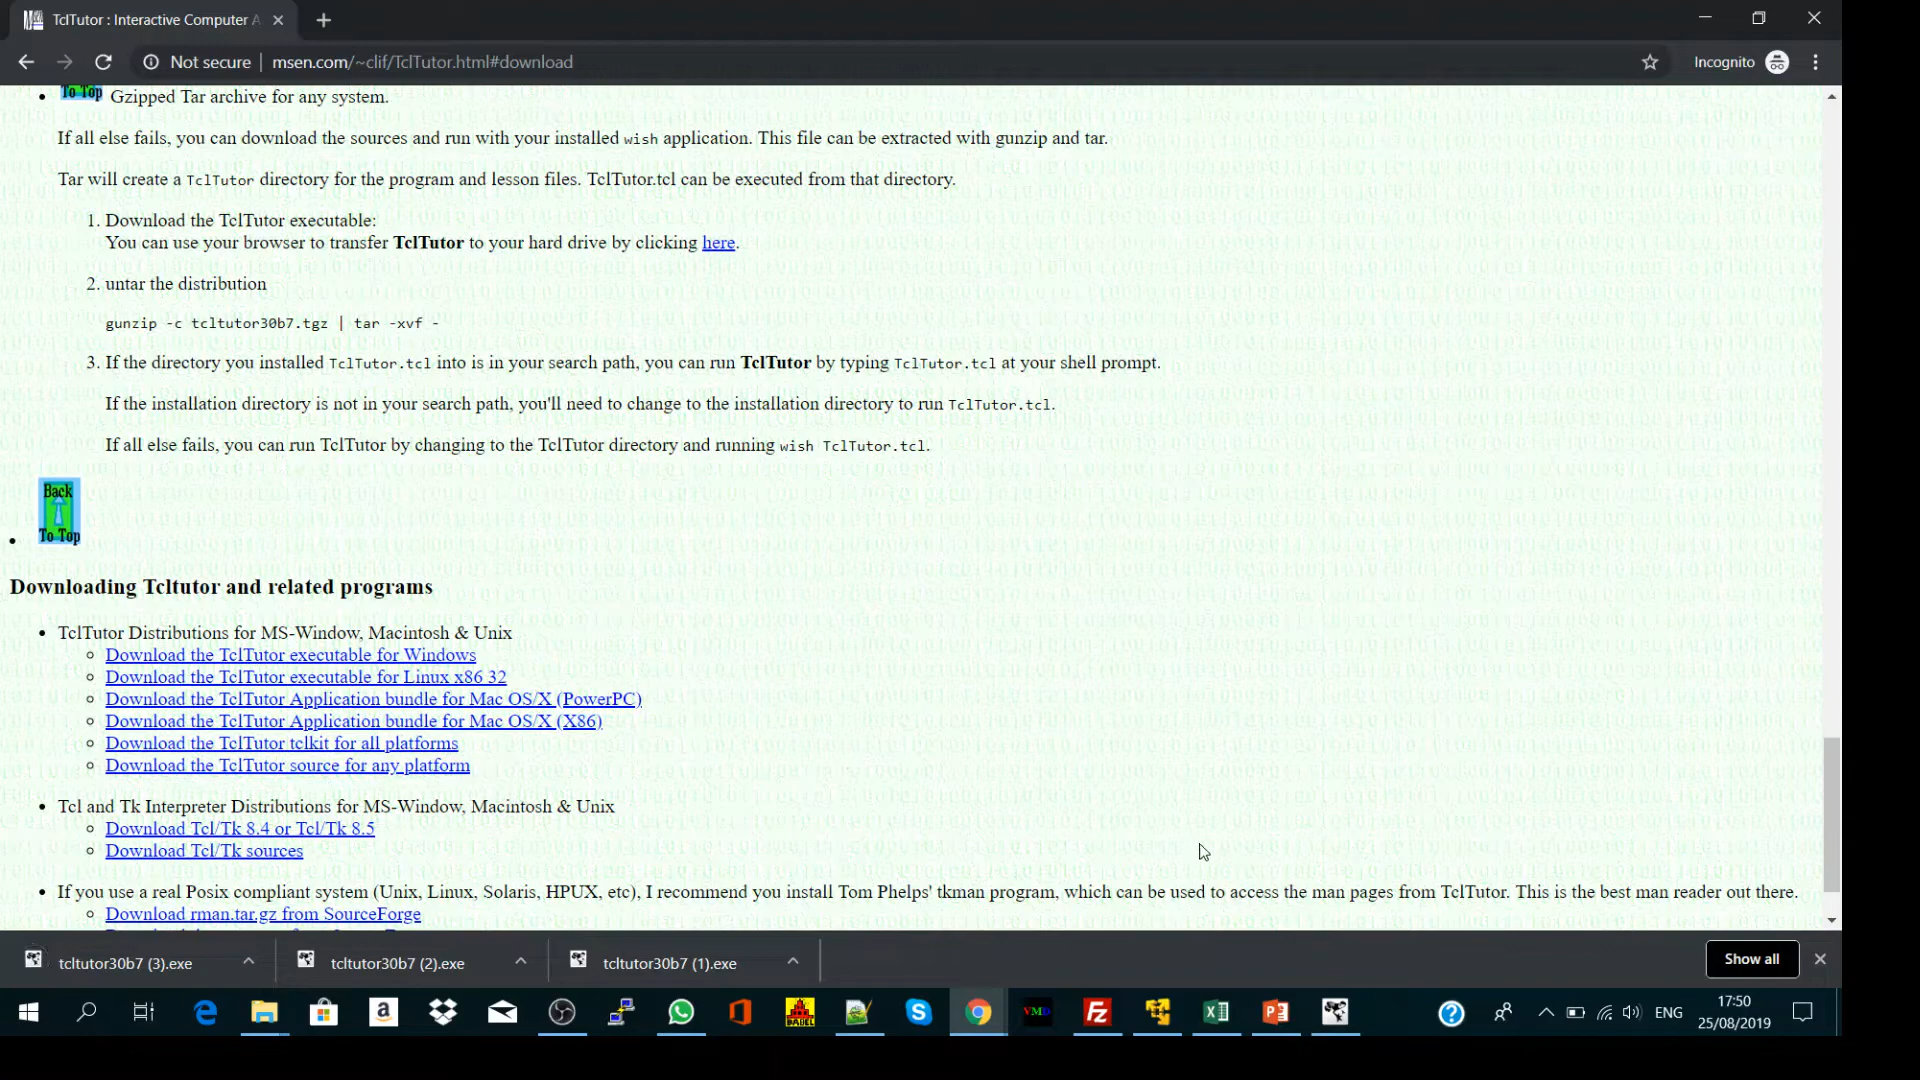 TclTutor : Interactive Computer A
Not secure
msen.com/~clif/TclTutor.html#download
Incognito
To Top
Gzipped Tar archive for any system.
If all else fails, you can download the sources and run with your installed wish application. This file can be extracted with gunzip and tar.
Tar will create a TclTutor directory for the program and lesson files. TclTutor.tcl can be executed from that directory.
1. Download the TclTutor executable:
You can use your browser to transfer TclTutor to your hard drive by clicking here.
2. untar the distribution
gunzip -c tcltutor30b7.tgz | tar -xvf -
3. If the directory you installed TclTutor.tcl into is in your search path, you can run TclTutor by typing TclTutor.tcl at your shell prompt.
If the installation directory is not in your search path, you'll need to change to the installation directory to run TclTutor.tcl.
If all else fails, you can run TclTutor by changing to the TclTutor directory and running wish TclTutor.tcl.
Back
To Top
Downloading Tcltutor and related programs
TclTutor Distributions for MS-Window, Macintosh & Unix
Download the TclTutor executable for Windows
Download the TclTutor executable for Linux x86 32
Download the TclTutor Application bundle for Mac OS/X (PowerPC)
Download the TclTutor Application bundle for Mac OS/X (X86)
Download the TclTutor tclkit for all platforms
Download the TclTutor source for any platform
Tcl and Tk Interpreter Distributions for MS-Window, Macintosh & Unix
Download Tcl/Tk 8.4 or Tcl/Tk 8.5
Download Tcl/Tk sources
If you use a real Posix compliant system (Unix, Linux, Solaris, HPUX, etc), I recommend you install Tom Phelps' tkman program, which can be used to access the man pages from TclTutor. This is the best man reader out there.
Download rman.tar.gz from SourceForge
tcltutor30b7 (3).exe
tcltutor30b7 (2).exe
tcltutor30b7 (1).exe
Show all
BABEL
VMD
ENG
17:50
25/08/2019